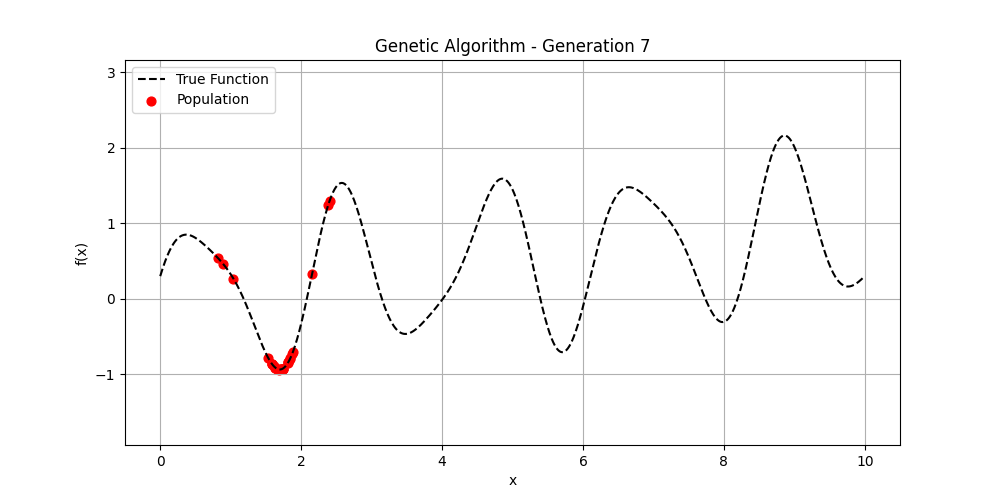 Genetic Algorithm - Generation 7
True Function
Population
3
2
1
0
−1
f(x)
0 2 4 6 8 10
x